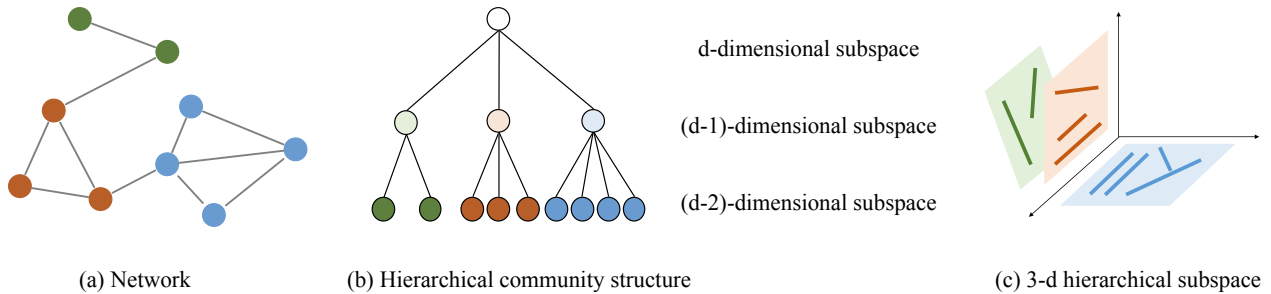 d-dimensional subspace
(d-1)-dimensional subspace
(d-2)-dimensional subspace
(a) Network
(b) Hierarchical community structure
(c) 3-d hierarchical subspace